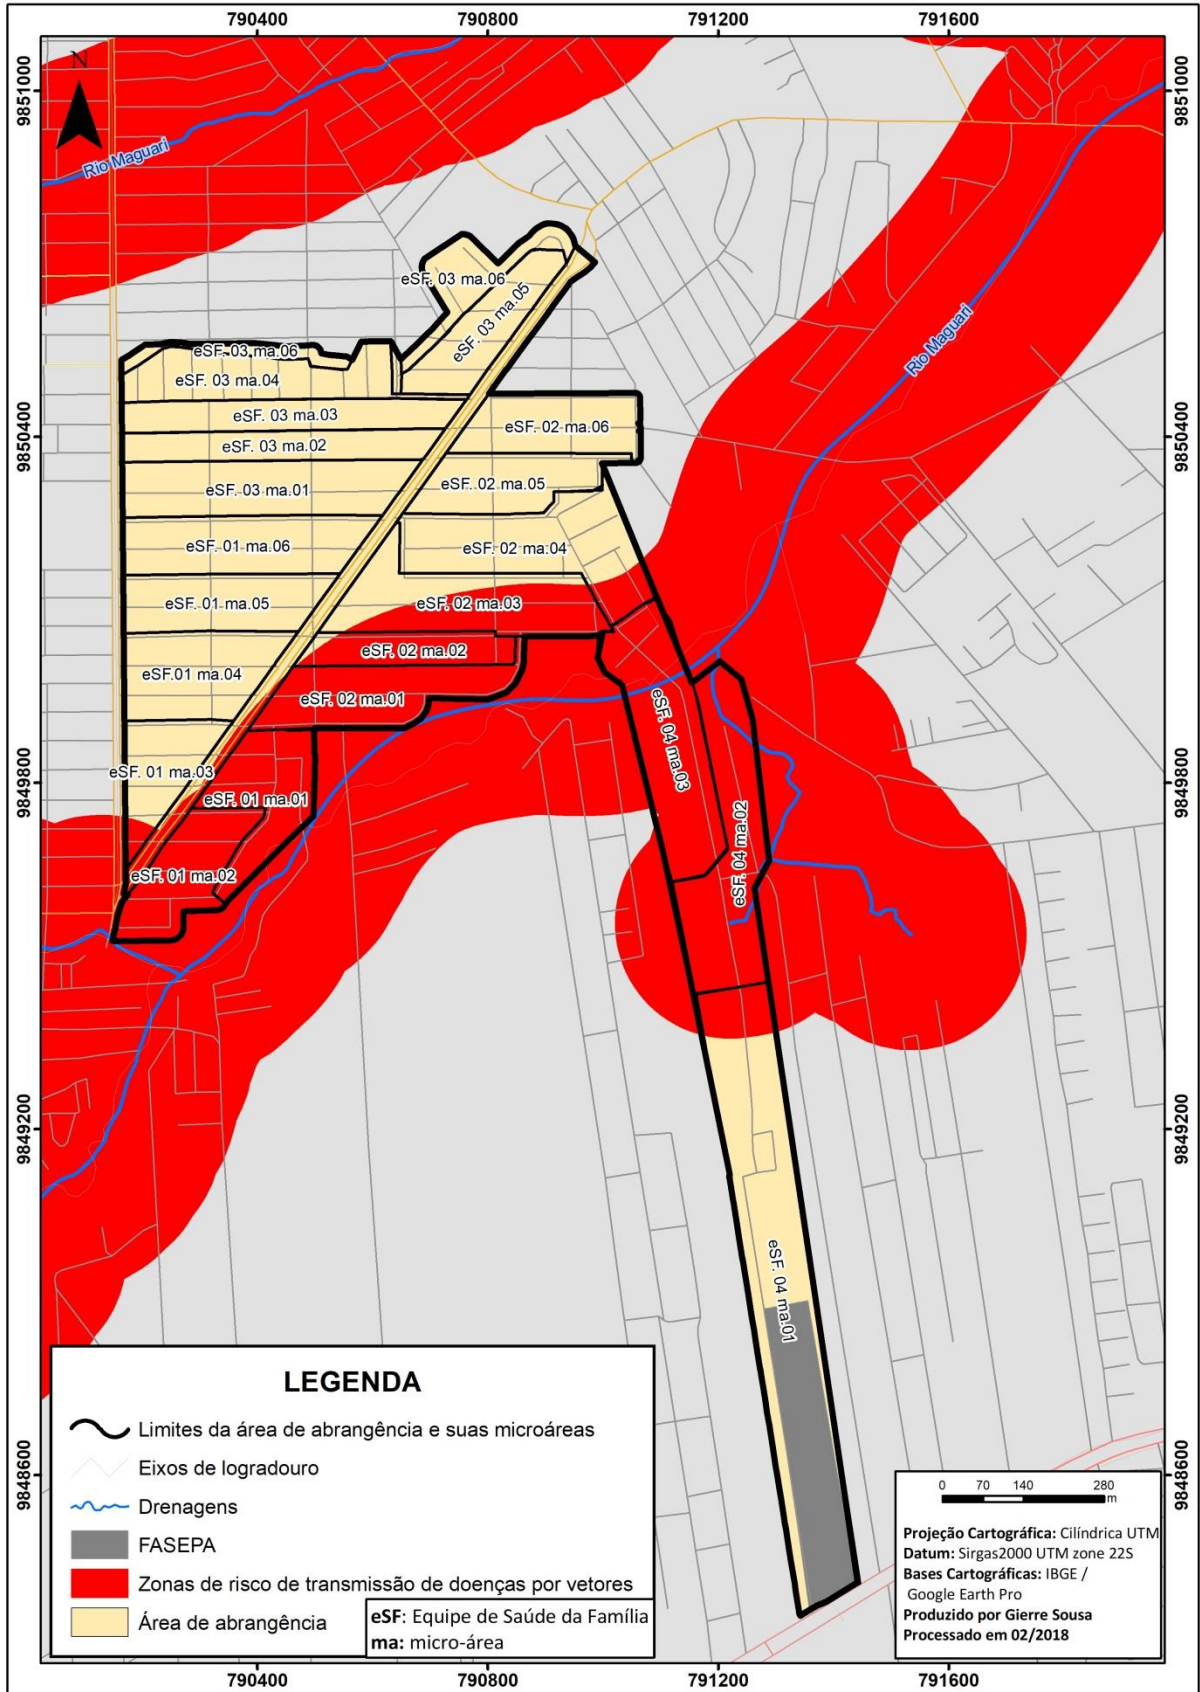 790400 790800 791200 791600
9851000
9851000
N
Rio Maguari
eSF. 03 ma.06
eSF. 03 ma.05
Rio Maguari
eSF. 03 ma.06
eSF. 03 ma.04
eSF. 03 ma.03
eSF. 02 ma.06
9850400
9850400
eSF. 03 ma.02
eSF. 02 ma.05
eSF. 03 ma.01
eSF. 01 ma.06
eSF. 02 ma.04
eSF. 01 ma.05
eSF. 02 ma.03
eSF. 02 ma.02
eSF.01 ma.04
eSF. 02 ma.01
eSF. 04 ma.03
eSF. 01 ma.03
9849800
9849800
eSF. 01 ma.01
eSF. 04 ma.02
eSF. 01 ma.02
9849200
9849200
eSF. 04 ma.01
9848600
9848600
LEGENDA
Limites da área de abrangência e suas microáreas
Eixos de logradouro
Drenagens
FASEPA
Zonas de risco de transmissão de doenças por vetores
Área de abrangência
eSF: Equipe de Saúde da Família
ma: micro-área
0 70 140 280
m
Projeção Cartográfica: Cilíndrica UTM
Datum: Sirgas2000 UTM zone 22S
Bases Cartográficas: IBGE /
Google Earth Pro
Produzido por Gierre Sousa
Processado em 02/2018
790400 790800 791200 791600